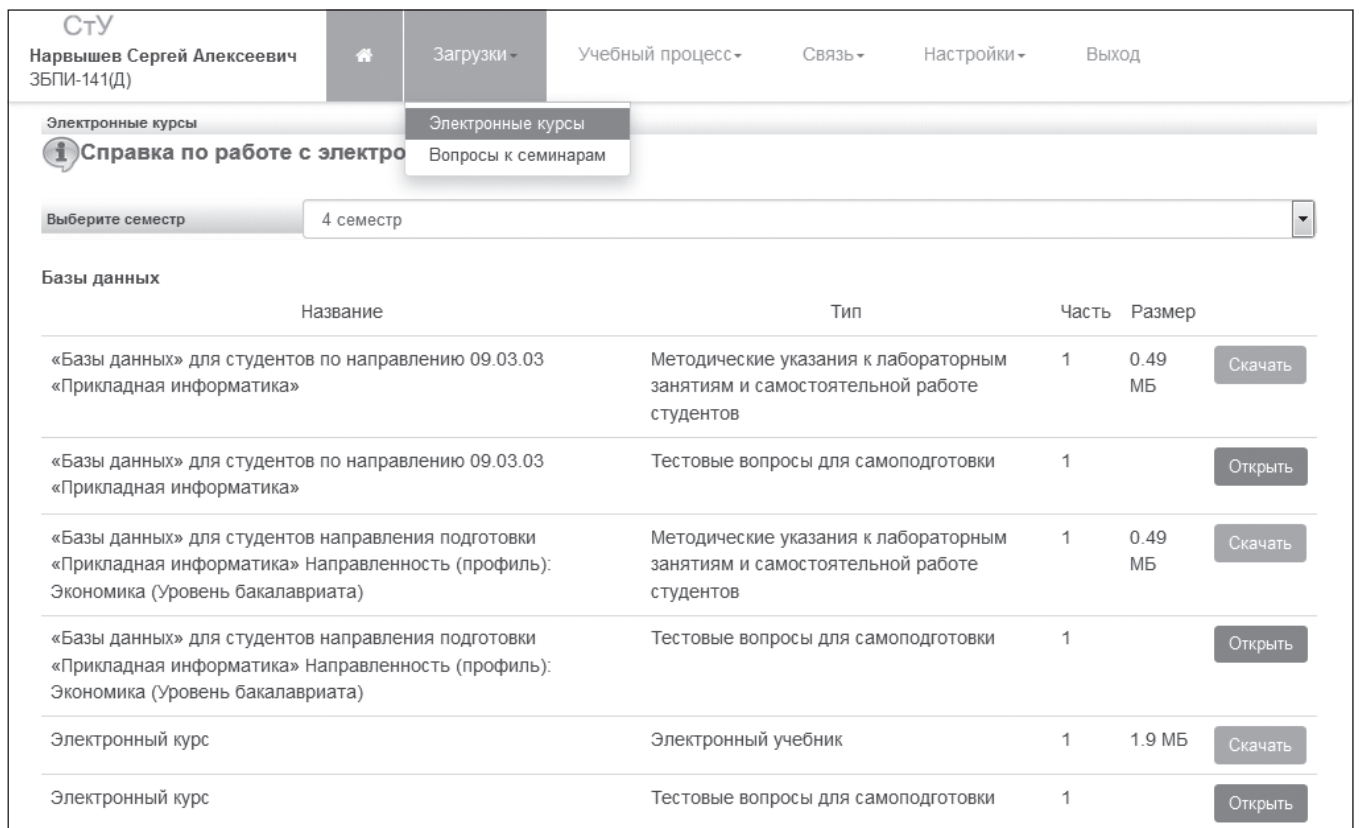 СтУ
Нарвышев Сергей Алексеевич
ЗБПИ-141(Д)
Загрузки
Учебный процесс
Связь
Настройки
Выход
Электронные курсы
Вопросы к семинарам
Электронные курсы
Справка по работе с электро
Выберите семестр
4 семестр
Базы данных
Название Тип Часть Размер
«Базы данных» для студентов по направлению 09.03.03 Методические указания к лабораторным 1 0.49 Скачать
«Прикладная информатика» занятиям и самостоятельной работе МБ
студентов
«Базы данных» для студентов по направлению 09.03.03 Тестовые вопросы для самоподготовки 1 Открыть
«Прикладная информатика»
«Базы данных» для студентов направления подготовки Методические указания к лабораторным 1 0.49 Скачать
«Прикладная информатика» Направленность (профиль): занятиям и самостоятельной работе МБ
Экономика (Уровень бакалавриата) студентов
«Базы данных» для студентов направления подготовки Тестовые вопросы для самоподготовки 1 Открыть
«Прикладная информатика» Направленность (профиль):
Экономика (Уровень бакалавриата)
Электронный курс Электронный учебник 1 1.9 МБ Скачать
Электронный курс Тестовые вопросы для самоподготовки 1 Открыть